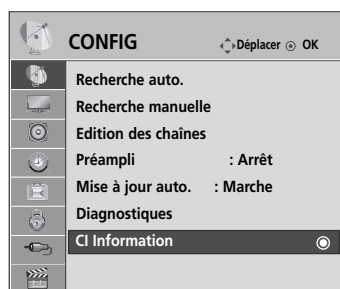 CONFIG Déplacer OK
Recherche auto.
Recherche manuelle
Edition des chaînes
Préampli : Arrêt
Mise à jour auto. : Marche
Diagnostiques
CI Information